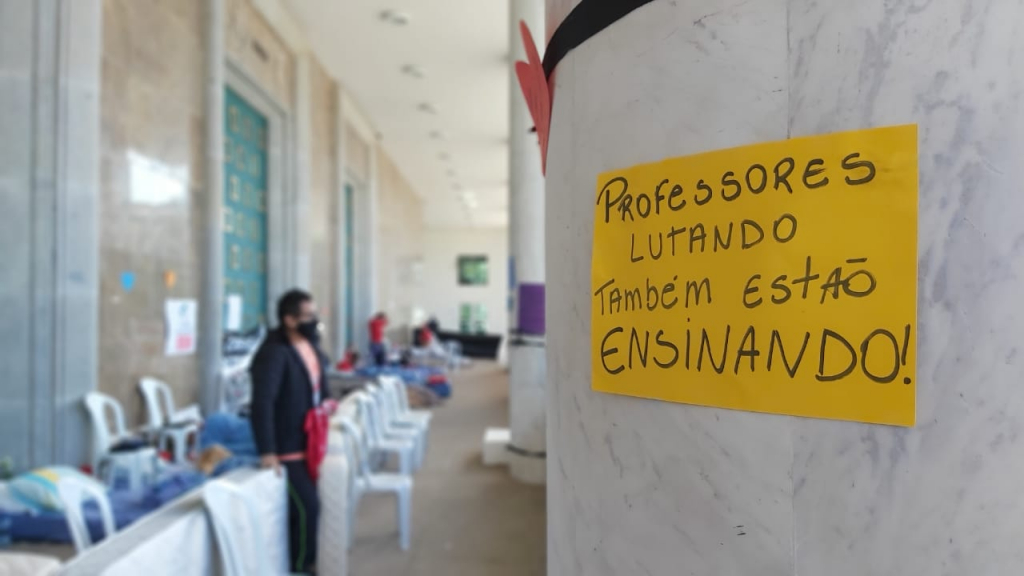 PROFESSORES
LUTANDO
TAMBÉM ESTÃO
ENSINANDO!